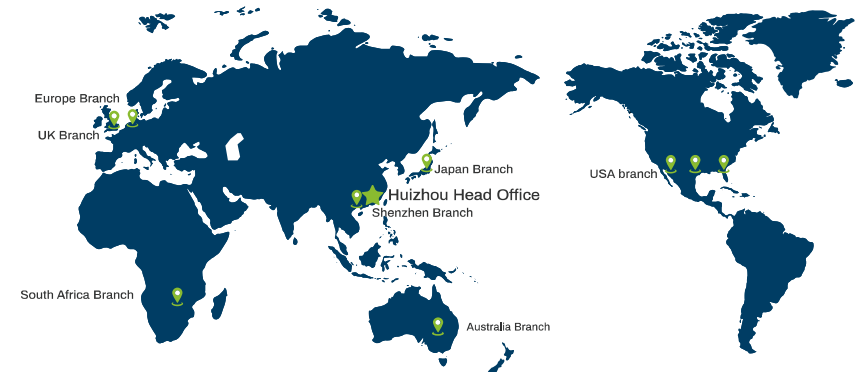 Europe Branch
UK Branch
Japan Branch
USA branch
Huizhou Head Office
Shenzhen Branch
South Africa Branch
Australia Branch